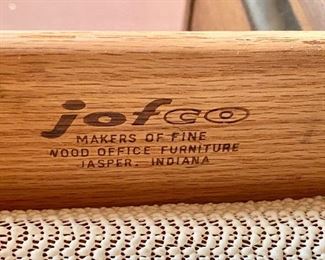 jofco
MAKERS OF FINE
WOOD OFFICE FURNITURE
JASPER, INDIANA